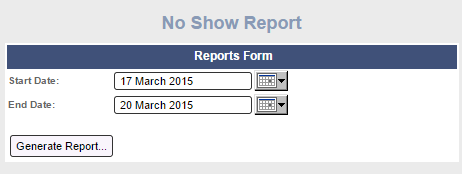 No Show Report
Reports Form
Start Date: 17 March 2015
End Date: 20 March 2015
Generate Report...